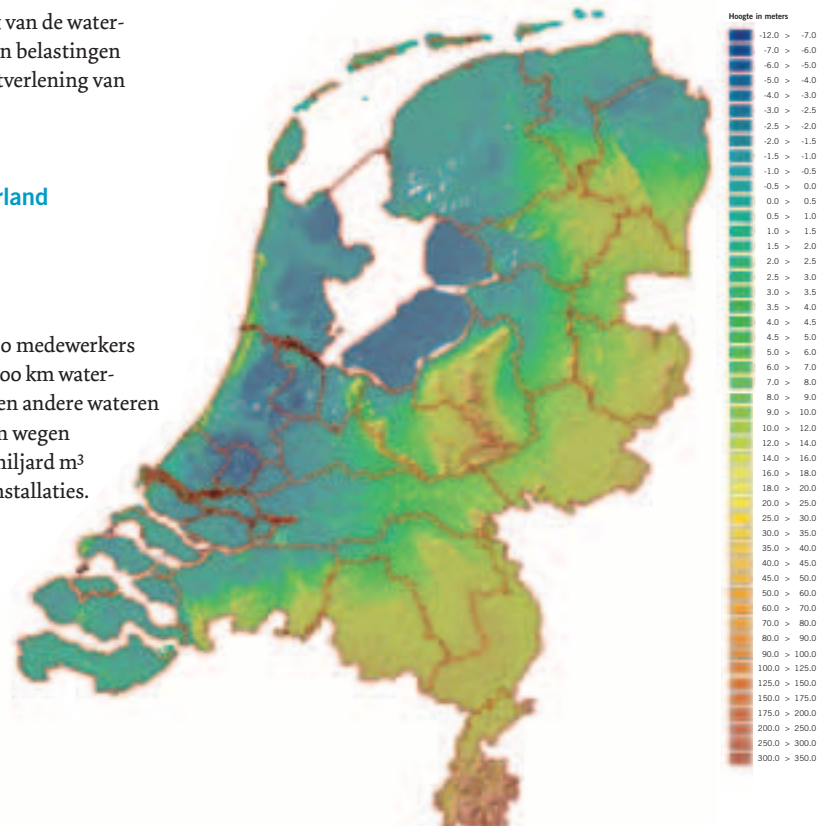 van de water-
n belastingen
tverlening van
rland
o medewerkers
oo km water-
en andere wateren
n wegen
miljard m³
nstallaties.
Hoogte in meters
-12.0 > -7.0
-7.0 > -6.0
-6.0 > -5.0
-5.0 > -4.0
-4.0 > -3.0
-3.0 > -2.5
-2.5 > -2.0
-2.0 > -1.5
-1.5 > -1.0
-1.0 > -0.5
-0.5 > 0.0
0.0 > 0.5
0.5 > 1.0
1.0 > 1.5
1.5 > 2.0
2.0 > 2.5
2.5 > 3.0
3.0 > 3.5
3.5 > 4.0
4.0 > 4.5
4.5 > 5.0
5.0 > 6.0
6.0 > 7.0
7.0 > 8.0
8.0 > 9.0
9.0 > 10.0
10.0 > 12.0
12.0 > 14.0
14.0 > 16.0
16.0 > 18.0
18.0 > 20.0
20.0 > 25.0
25.0 > 30.0
30.0 > 35.0
35.0 > 40.0
40.0 > 45.0
45.0 > 50.0
50.0 > 60.0
60.0 > 70.0
70.0 > 80.0
80.0 > 90.0
90.0 > 100.0
100.0 > 125.0
125.0 > 150.0
150.0 > 175.0
175.0 > 200.0
200.0 > 250.0
250.0 > 300.0
300.0 > 350.0